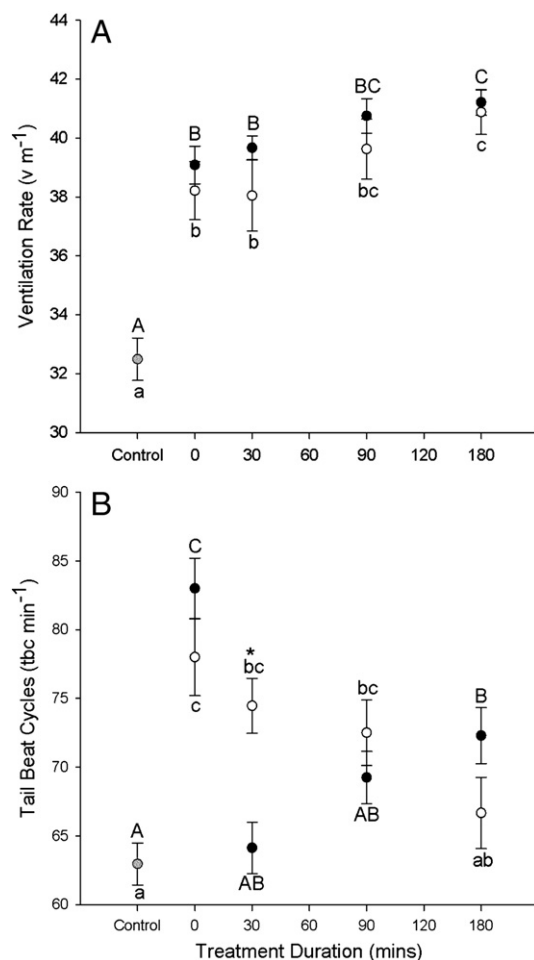 A
44
42
40
38
36
34
32
30
Ventilation Rate (v m⁻¹)
A
a
B
b
B
b
BC
bc
C
c
Control 0 30 60 90 120 180
B
90
85
80
75
70
65
60
Tail Beat Cycles (tbc min⁻¹)
A
a
C
c
*
bc
AB
bc
AB
B
ab
Control 0 30 60 90 120 180
Treatment Duration (mins)